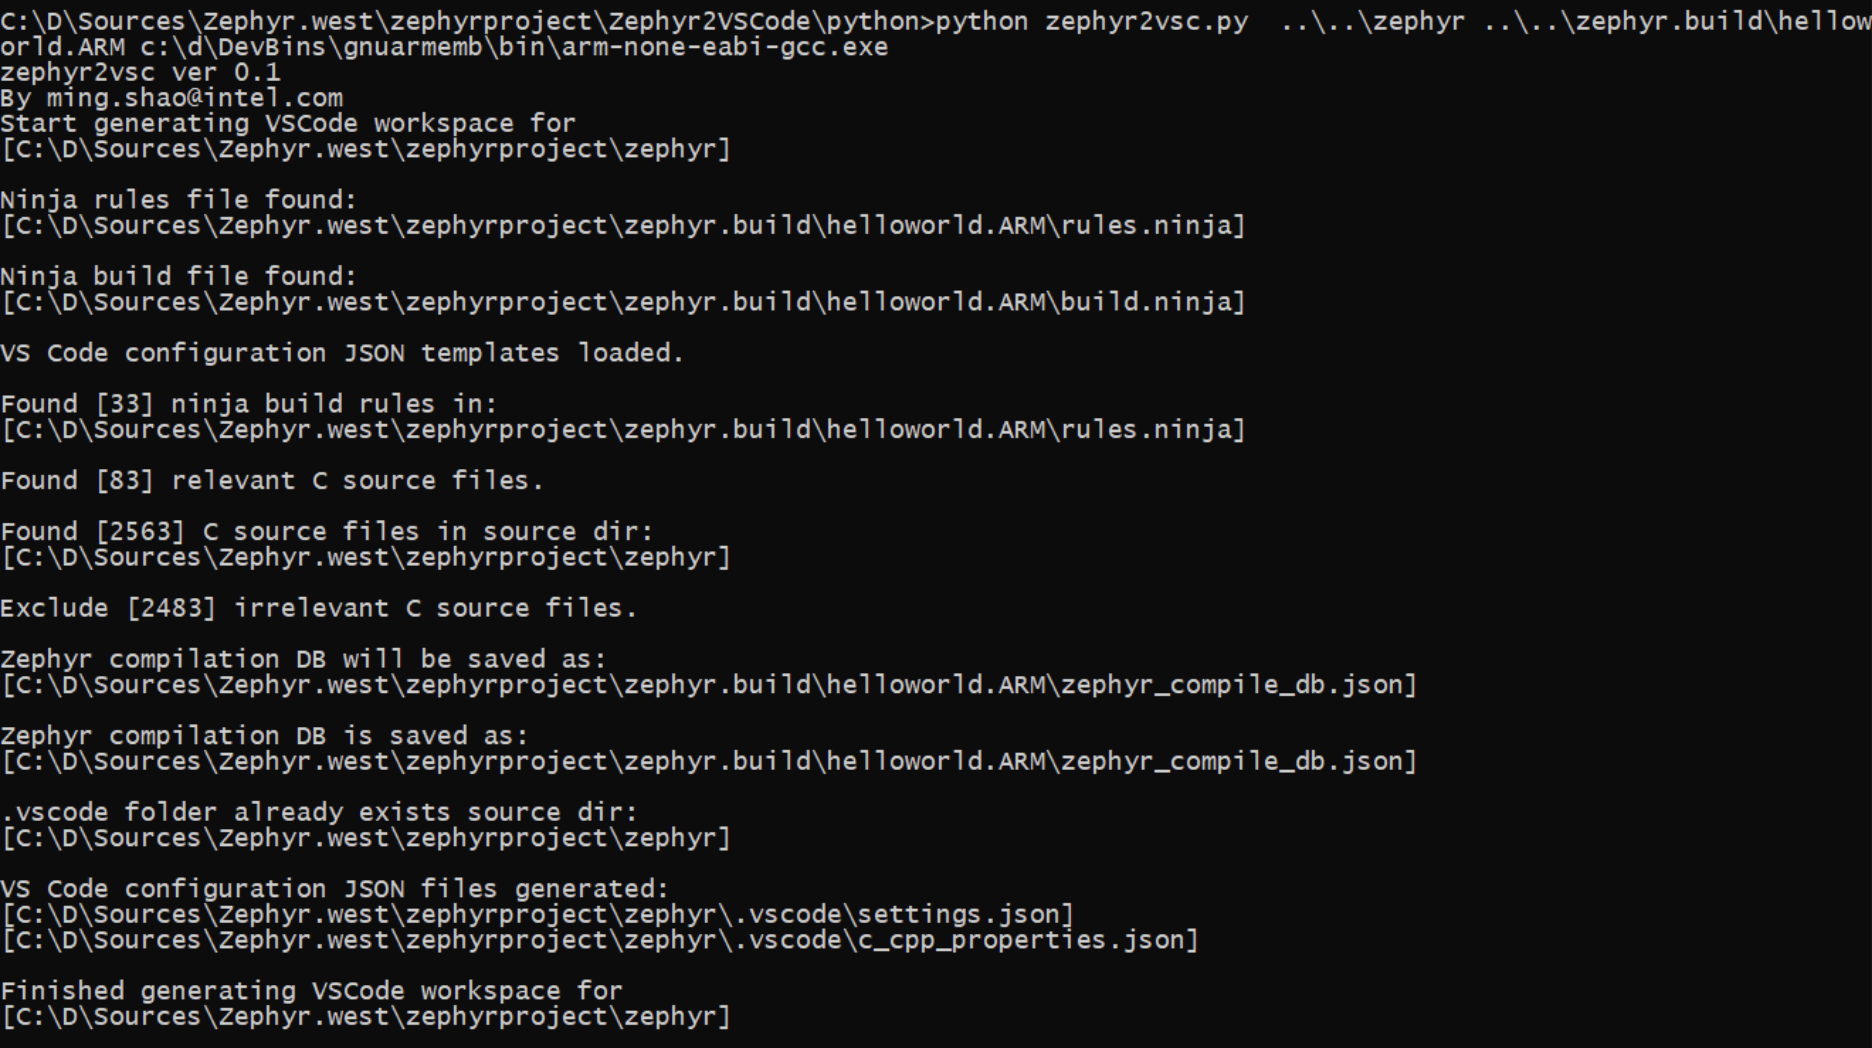 C:\D\Sources\Zephyr.west\zephyrproject\Zephyr2VSCode\python>python zephyr2vsc.py  ..\..\zephyr ..\..\zephyr.build\hellow
orld.ARM c:\d\DevBins\gnuarmemb\bin\arm-none-eabi-gcc.exe
zephyr2vsc ver 0.1
By ming.shao@intel.com
Start generating VSCode workspace for
[C:\D\Sources\Zephyr.west\zephyrproject\zephyr]
Ninja rules file found:
[C:\D\Sources\Zephyr.west\zephyrproject\zephyr.build\helloworld.ARM\rules.ninja]
Ninja build file found:
[C:\D\Sources\Zephyr.west\zephyrproject\zephyr.build\helloworld.ARM\build.ninja]
VS Code configuration JSON templates loaded.
Found [33] ninja build rules in:
[C:\D\Sources\Zephyr.west\zephyrproject\zephyr.build\helloworld.ARM\rules.ninja]
Found [83] relevant C source files.
Found [2563] C source files in source dir:
[C:\D\Sources\Zephyr.west\zephyrproject\zephyr]
Exclude [2483] irrelevant C source files.
Zephyr compilation DB will be saved as:
[C:\D\Sources\Zephyr.west\zephyrproject\zephyr.build\helloworld.ARM\zephyr_compile_db.json]
Zephyr compilation DB is saved as:
[C:\D\Sources\Zephyr.west\zephyrproject\zephyr.build\helloworld.ARM\zephyr_compile_db.json]
.vscode folder already exists source dir:
[C:\D\Sources\Zephyr.west\zephyrproject\zephyr]
VS Code configuration JSON files generated:
[C:\D\Sources\Zephyr.west\zephyrproject\zephyr\.vscode\settings.json]
[C:\D\Sources\Zephyr.west\zephyrproject\zephyr\.vscode\c_cpp_properties.json]
Finished generating VSCode workspace for
[C:\D\Sources\Zephyr.west\zephyrproject\zephyr]